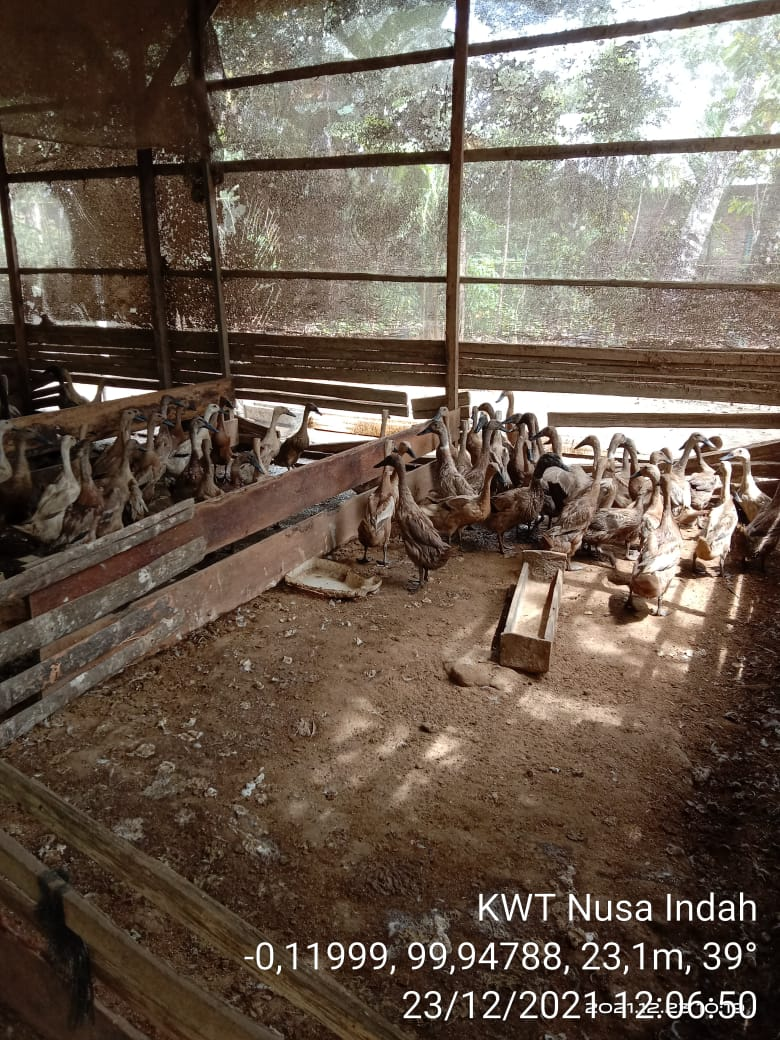 KWT Nusa Indah
-0,11999, 99,94788, 23,1m, 39°
23/12/2021 12:06:50